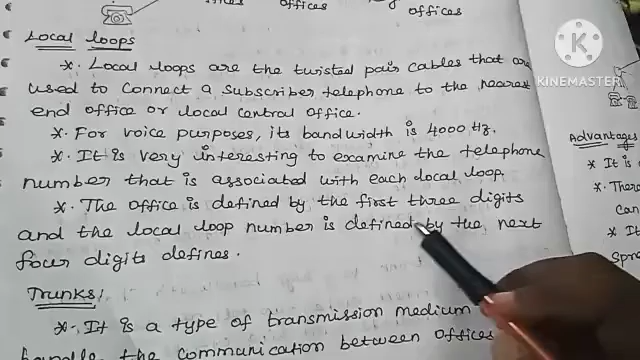 offices
offices
Local loops
*. Local loops are the twisted pair cables that are
used to connect a subscriber telephone to the nearest
end office or local central office.
*. For voice purposes, its bandwidth is 4000 Hz.
*. It is very interesting to examine the telephone
number that is associated with each local loop
*. The office is defined by the first three digits
and the local loop number is defined by the next
four digits defines.
Trunks:
*. It is a type of transmission medium
handle the communication between offices
KINEMASTER
Advantages
* It is
* There
can
* It